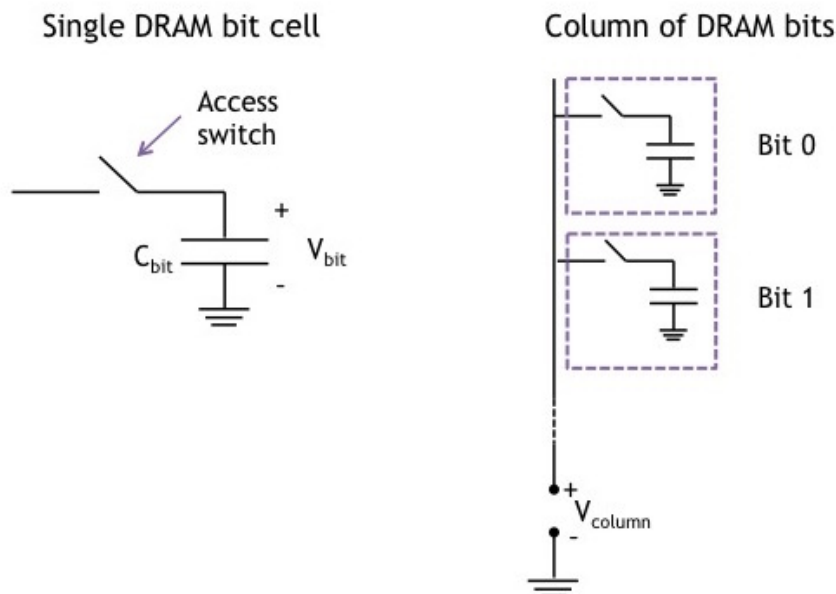 Single DRAM bit cell
Column of DRAM bits
Access
switch
+
C_bit
V_bit
-
Bit 0
Bit 1
+
V_column
-